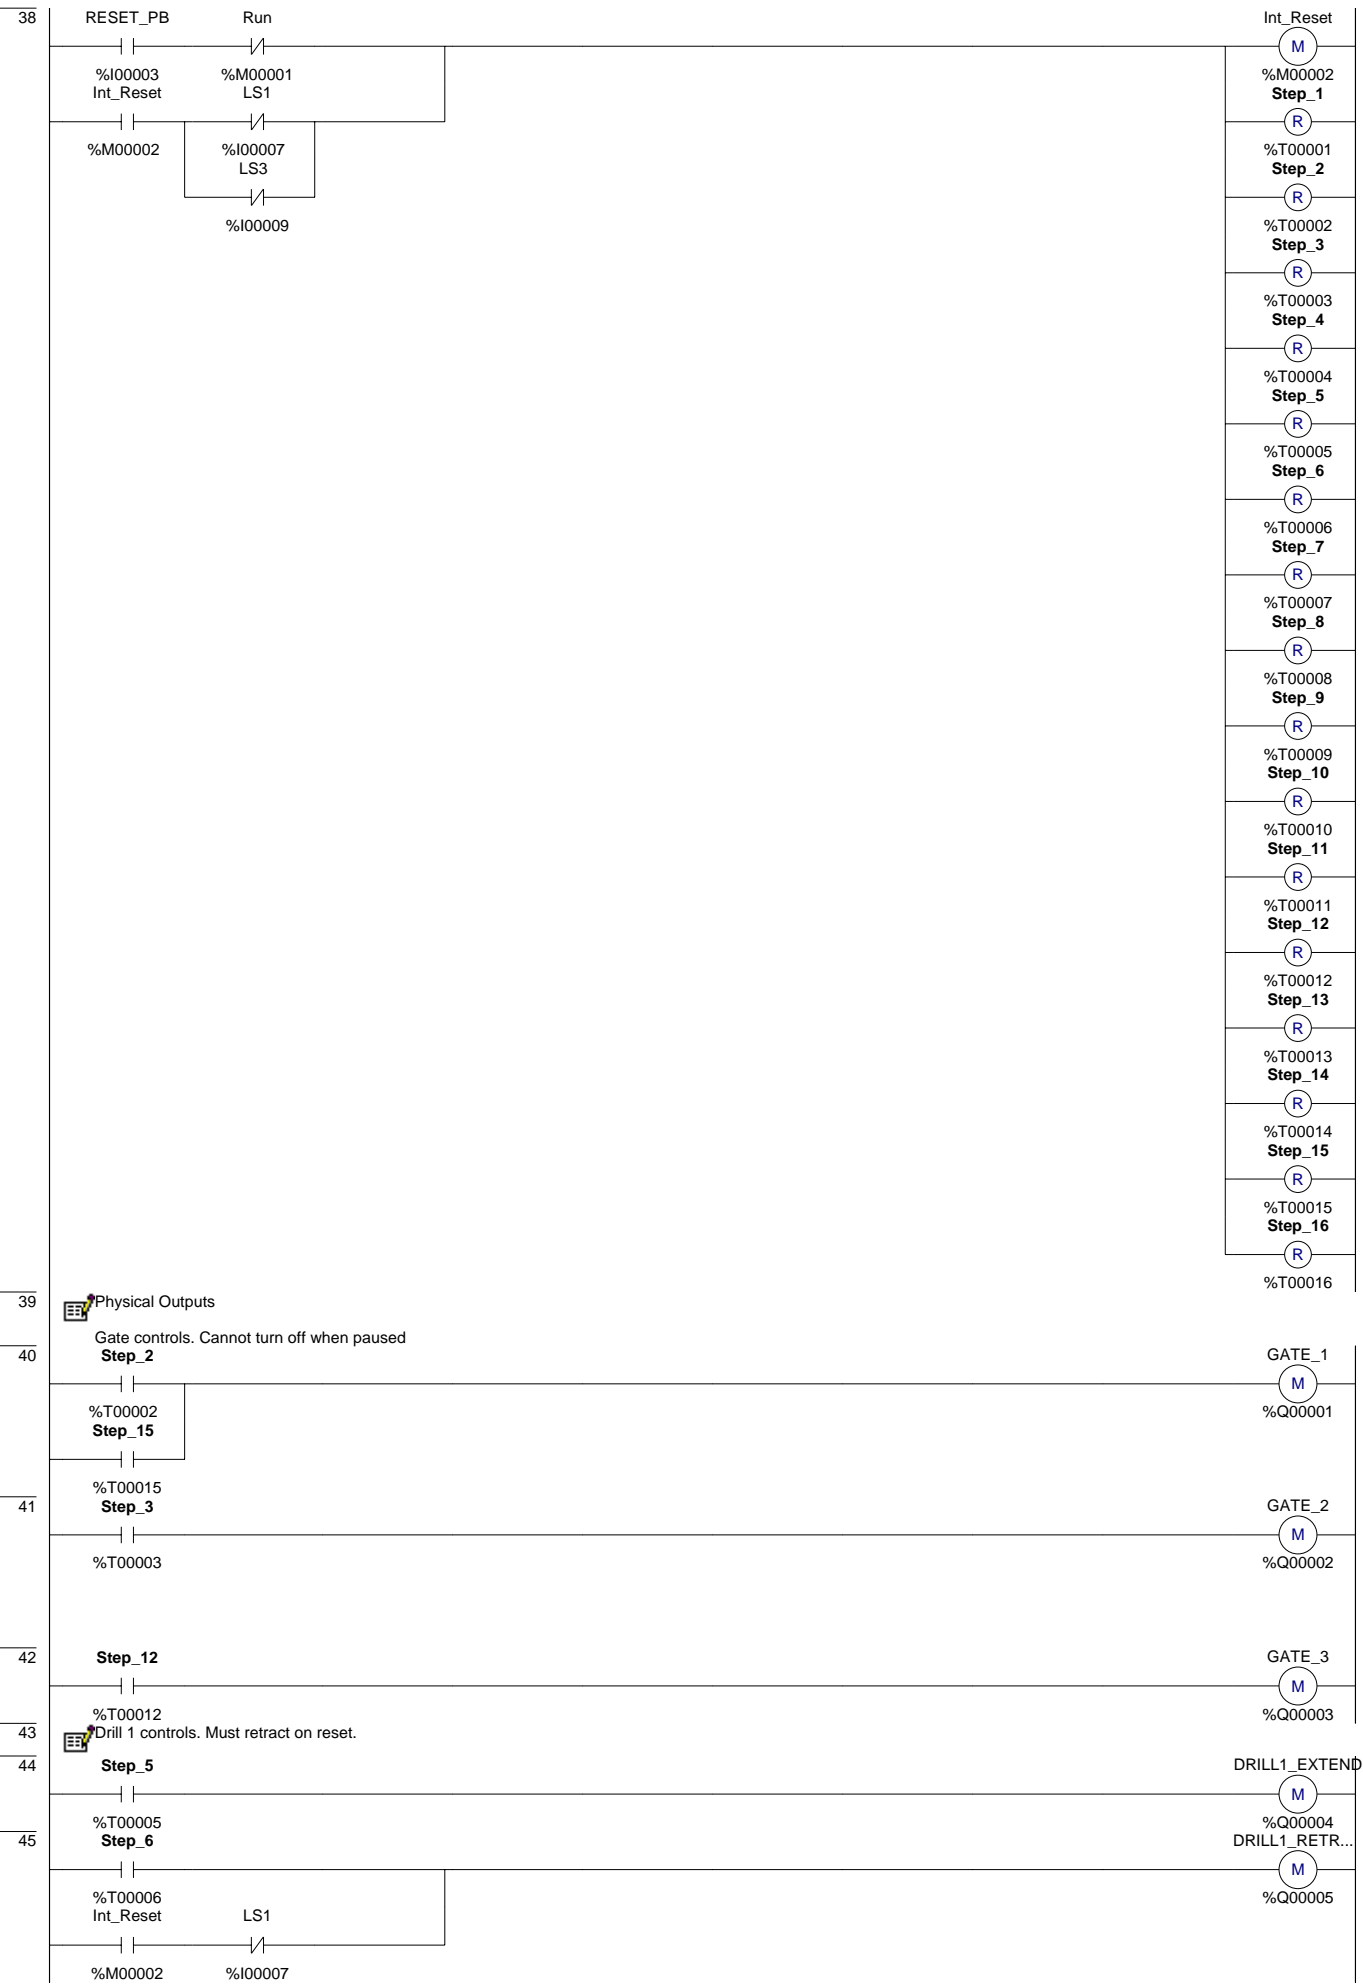 38 RESET_PB Run Int_Reset
M
%I00003 %M00001 %M00002
Int_Reset LS1 Step_1
R
%M00002 %I00007 %T00001
LS3 Step_2
R
%I00009 %T00002
Step_3
R
%T00003
Step_4
R
%T00004
Step_5
R
%T00005
Step_6
R
%T00006
Step_7
R
%T00007
Step_8
R
%T00008
Step_9
R
%T00009
Step_10
R
%T00010
Step_11
R
%T00011
Step_12
R
%T00012
Step_13
R
%T00013
Step_14
R
%T00014
Step_15
R
%T00015
Step_16
R
%T00016
39 Physical Outputs
Gate controls. Cannot turn off when paused
40 Step_2 GATE_1
M
%T00002 %Q00001
Step_15
%T00015
41 Step_3 GATE_2
M
%T00003 %Q00002
42 Step_12 GATE_3
M
%T00012 %Q00003
43 Drill 1 controls. Must retract on reset.
44 Step_5 DRILL1_EXTEND
M
%T00005 %Q00004
45 Step_6 DRILL1_RETR...
M
%T00006 %Q00005
Int_Reset LS1
%M00002 %I00007